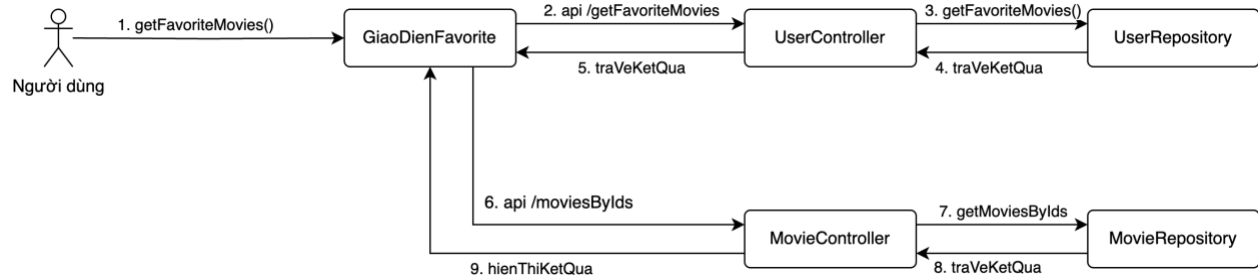 1. getFavoriteMovies()
Người dùng
GiaoDienFavorite
2. api /getFavoriteMovies
5. traVeKetQua
UserController
3. getFavoriteMovies()
4. traVeKetQua
UserRepository
6. api /moviesByIds
9. hienThiKetQua
MovieController
7. getMoviesByIds
8. traVeKetQua
MovieRepository